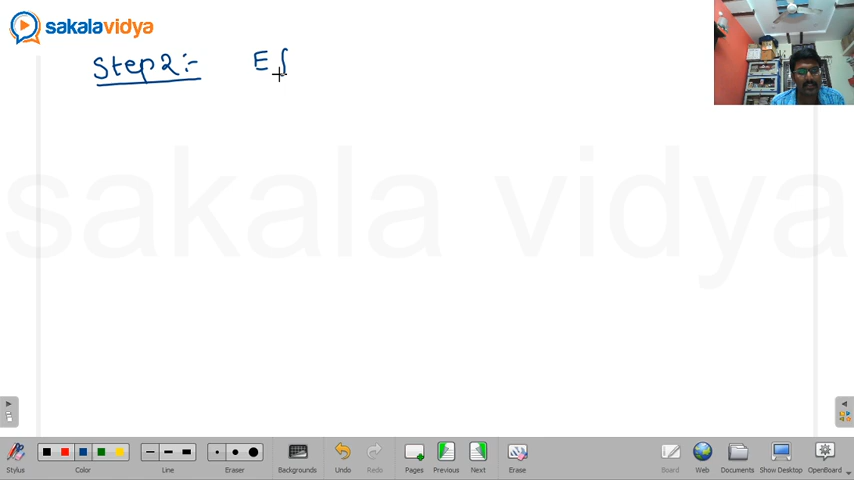 sakalavidya
Step2:- E f
sakala vidya
Stylus Color Line Eraser Backgrounds Undo Redo Pages Previous Next Erase Board Web Documents Show Desktop OpenBoard